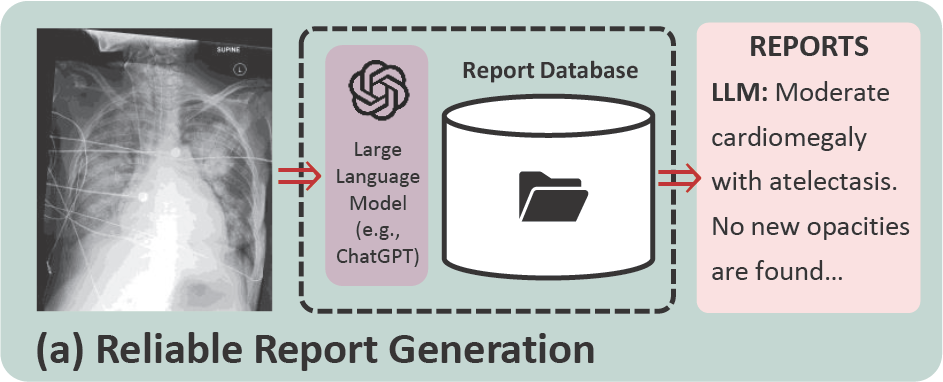 SUPINE
L
Large
Language
Model
(e.g.,
ChatGPT)
Report Database
REPORTS
LLM: Moderate
cardiomegaly
with atelectasis.
No new opacities
are found...
(a) Reliable Report Generation